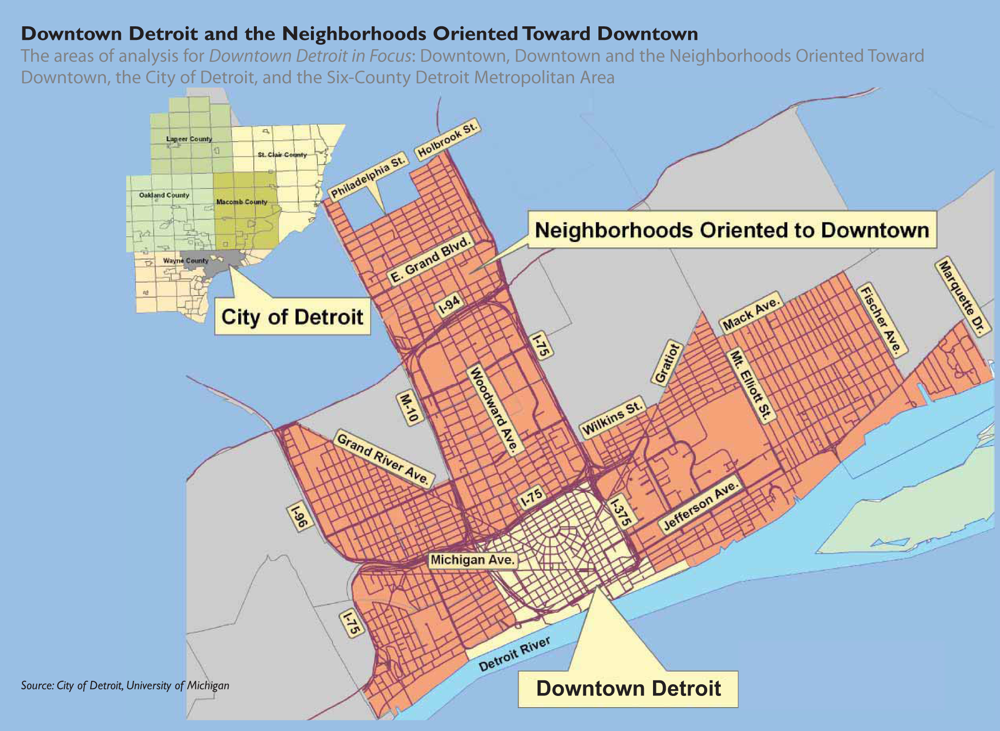 Downtown Detroit and the Neighborhoods Oriented Toward Downtown
The areas of analysis for Downtown Detroit in Focus: Downtown, Downtown and the Neighborhoods Oriented Toward
Downtown, the City of Detroit, and the Six-County Detroit Metropolitan Area
Lapeer County
St. Clair County
Oakland County
Macomb County
Wayne County
City of Detroit
Holbrook St.
Philadelphia St.
Neighborhoods Oriented to Downtown
E. Grand Blvd.
I-94
I-75
Marquette Dr.
Fischer Ave.
Mack Ave.
Gratiot
Mt. Elliott St.
Woodward Ave.
M-10
Wilkins St.
Grand River Ave.
I-96
I-75
I-375
Jefferson Ave.
Michigan Ave.
I-75
Detroit River
Downtown Detroit
Source: City of Detroit, University of Michigan